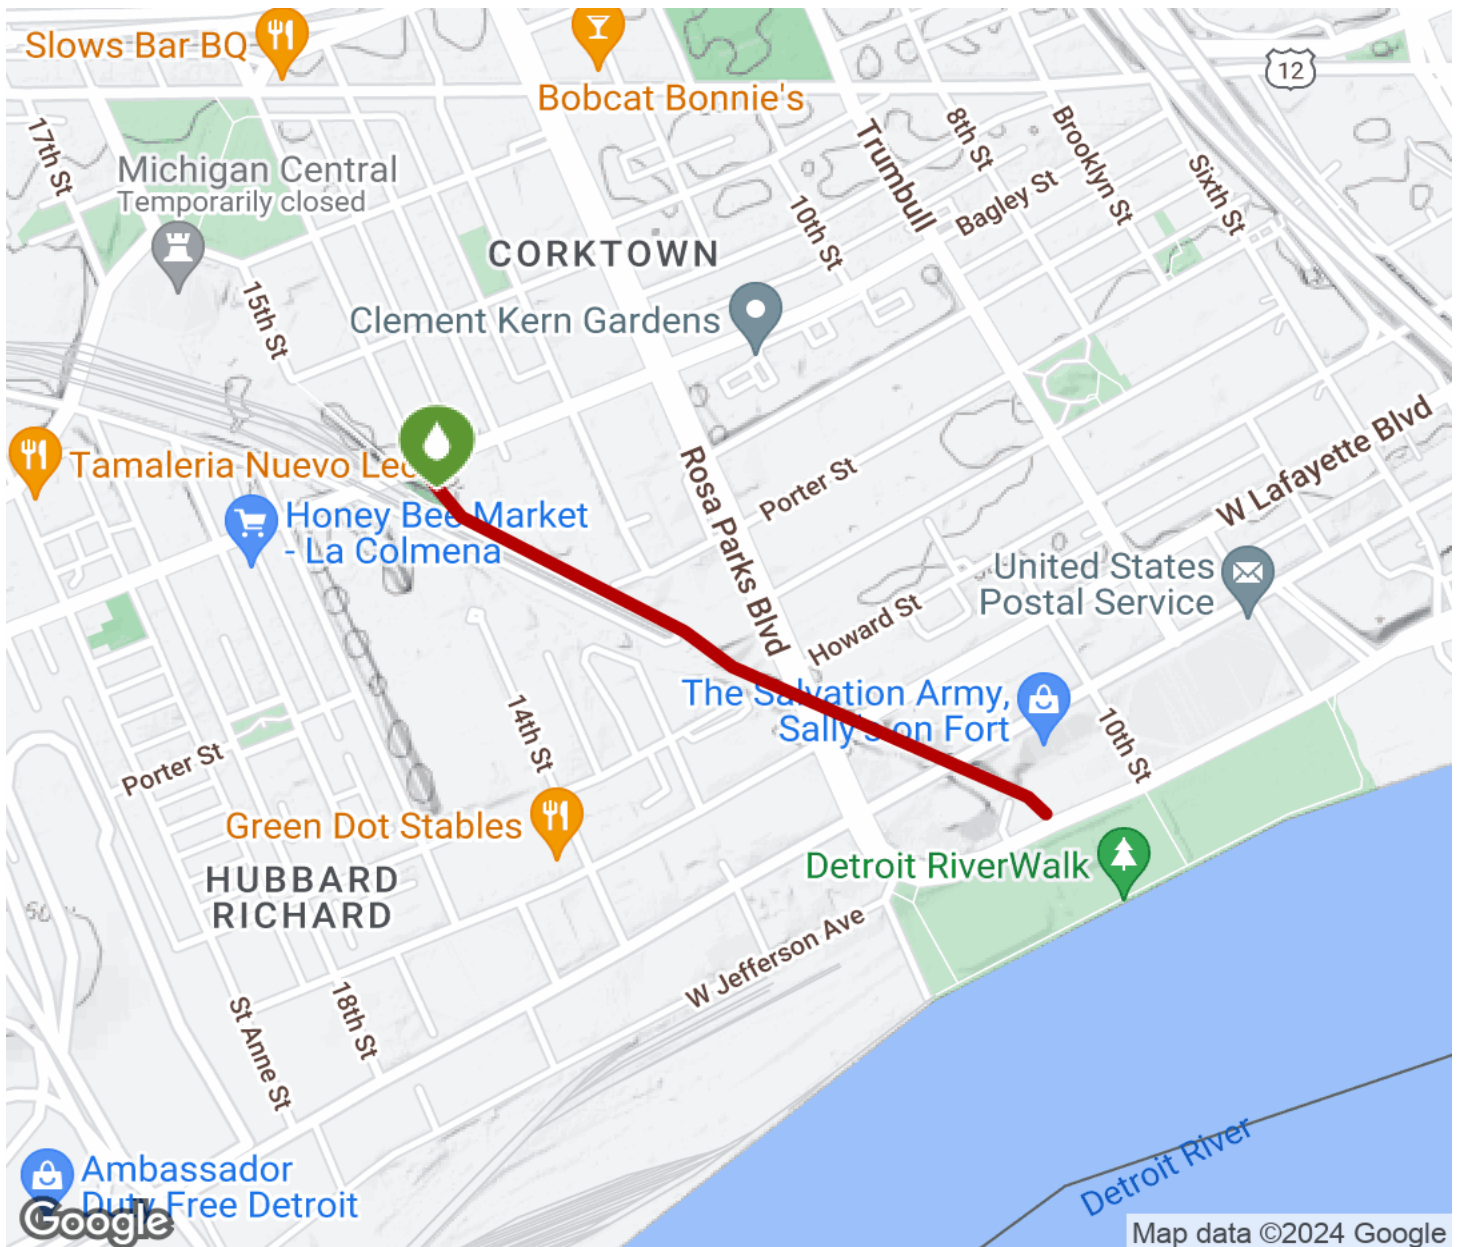 Slows Bar BQ
Bobcat Bonnie's
12
17th St
Michigan Central
Temporarily closed
Trumbull
8th St
Brooklyn St
Sixth St
Bagley St
10th St
CORKTOWN
15th St
Clement Kern Gardens
Tamaleria Nuevo Leo
Honey Bee Market
- La Colmena
Rosa Parks Blvd
Porter St
W Lafayette Blvd
United States
Postal Service
Howard St
The Salvation Army,
Sally's on Fort
10th St
14th St
Porter St
Green Dot Stables
Detroit RiverWalk
HUBBARD
RICHARD
W Jefferson Ave
St Anne St
18th St
Detroit River
Ambassador
Duty Free Detroit
Google
Map data ©2024 Google